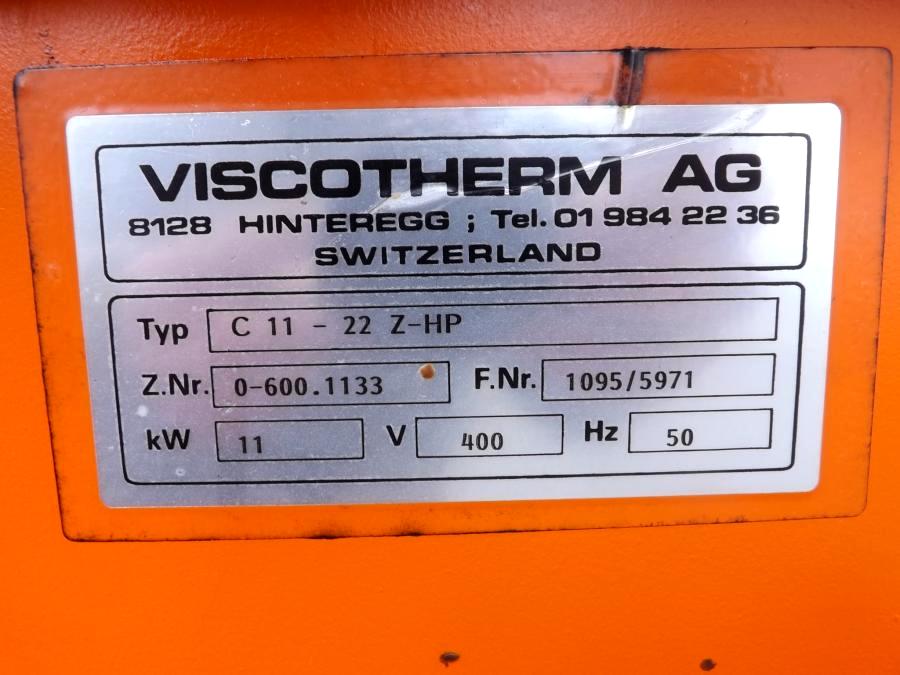 VISCOTHERM AG
8128 HINTEREGG ; Tel. 01 984 22 36
SWITZERLAND
Typ C 11 - 22 Z-HP
Z.Nr. 0-600.1133 F.Nr. 1095/5971
kW 11 V 400 Hz 50